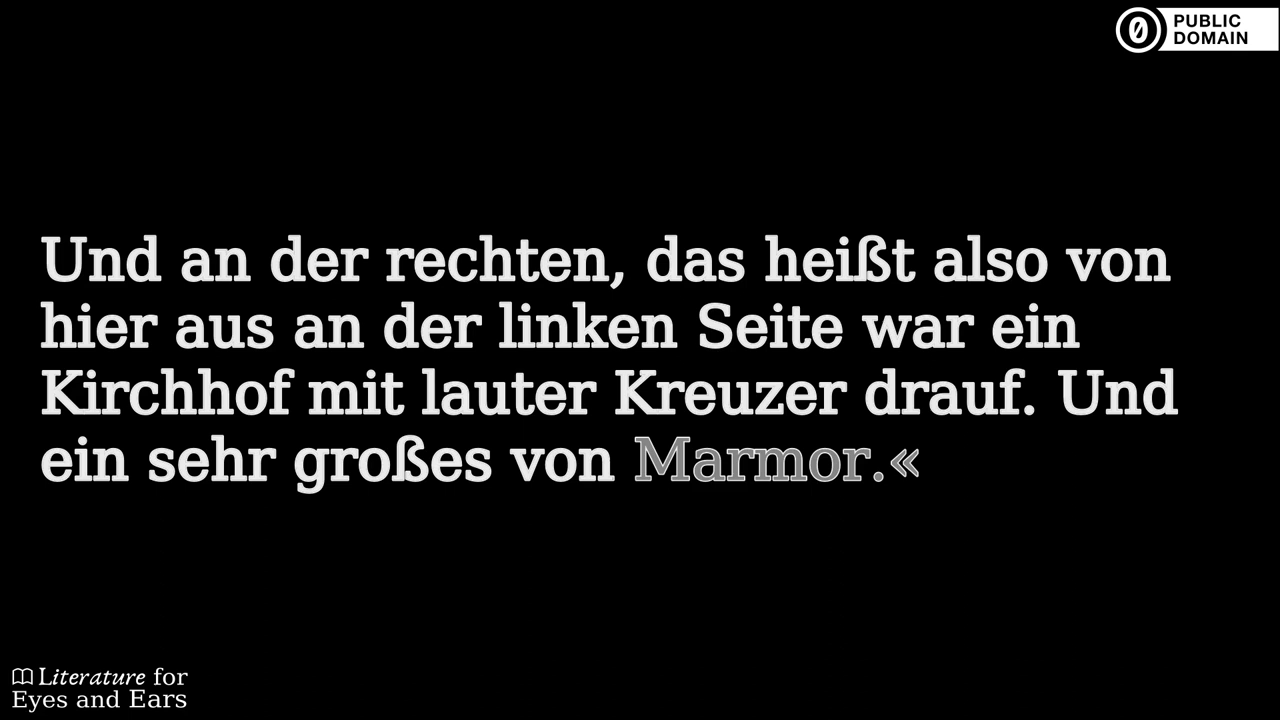 PUBLIC
DOMAIN
Und an der rechten, das heißt also von
hier aus an der linken Seite war ein
Kirchhof mit lauter Kreuzer drauf. Und
ein sehr großes von Marmor.«
Literature for
Eyes and Ears